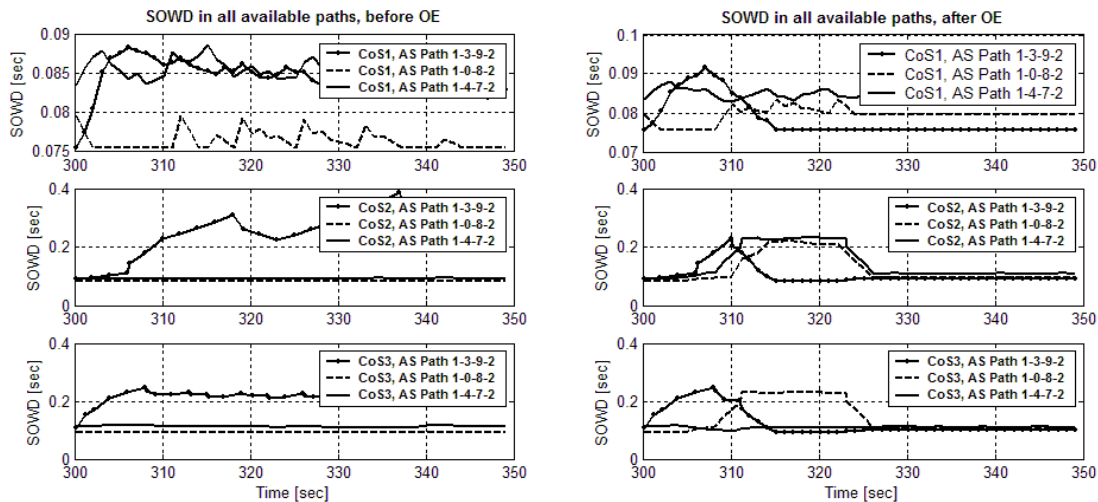 SOWD in all available paths, before OE
0.09
0.085
0.08
0.075
SOWD [sec]
CoS1, AS Path 1-3-9-2
CoS1, AS Path 1-0-8-2
CoS1, AS Path 1-4-7-2
300 310 320 330 340 350
0.4
0.2
0
SOWD [sec]
CoS2, AS Path 1-3-9-2
CoS2, AS Path 1-0-8-2
CoS2, AS Path 1-4-7-2
300 310 320 330 340 350
0.4
0.2
0
SOWD [sec]
CoS3, AS Path 1-3-9-2
CoS3, AS Path 1-0-8-2
CoS3, AS Path 1-4-7-2
300 310 320 330 340 350
Time [sec]
SOWD in all available paths, after OE
0.1
0.09
0.08
0.07
SOWD [sec]
CoS1, AS Path 1-3-9-2
CoS1, AS Path 1-0-8-2
CoS1, AS Path 1-4-7-2
300 310 320 330 340 350
0.4
0.2
0
SOWD [sec]
CoS2, AS Path 1-3-9-2
CoS2, AS Path 1-0-8-2
CoS2, AS Path 1-4-7-2
300 310 320 330 340 350
0.4
0.2
0
SOWD [sec]
CoS3, AS Path 1-3-9-2
CoS3, AS Path 1-0-8-2
CoS3, AS Path 1-4-7-2
300 310 320 330 340 350
Time [sec]